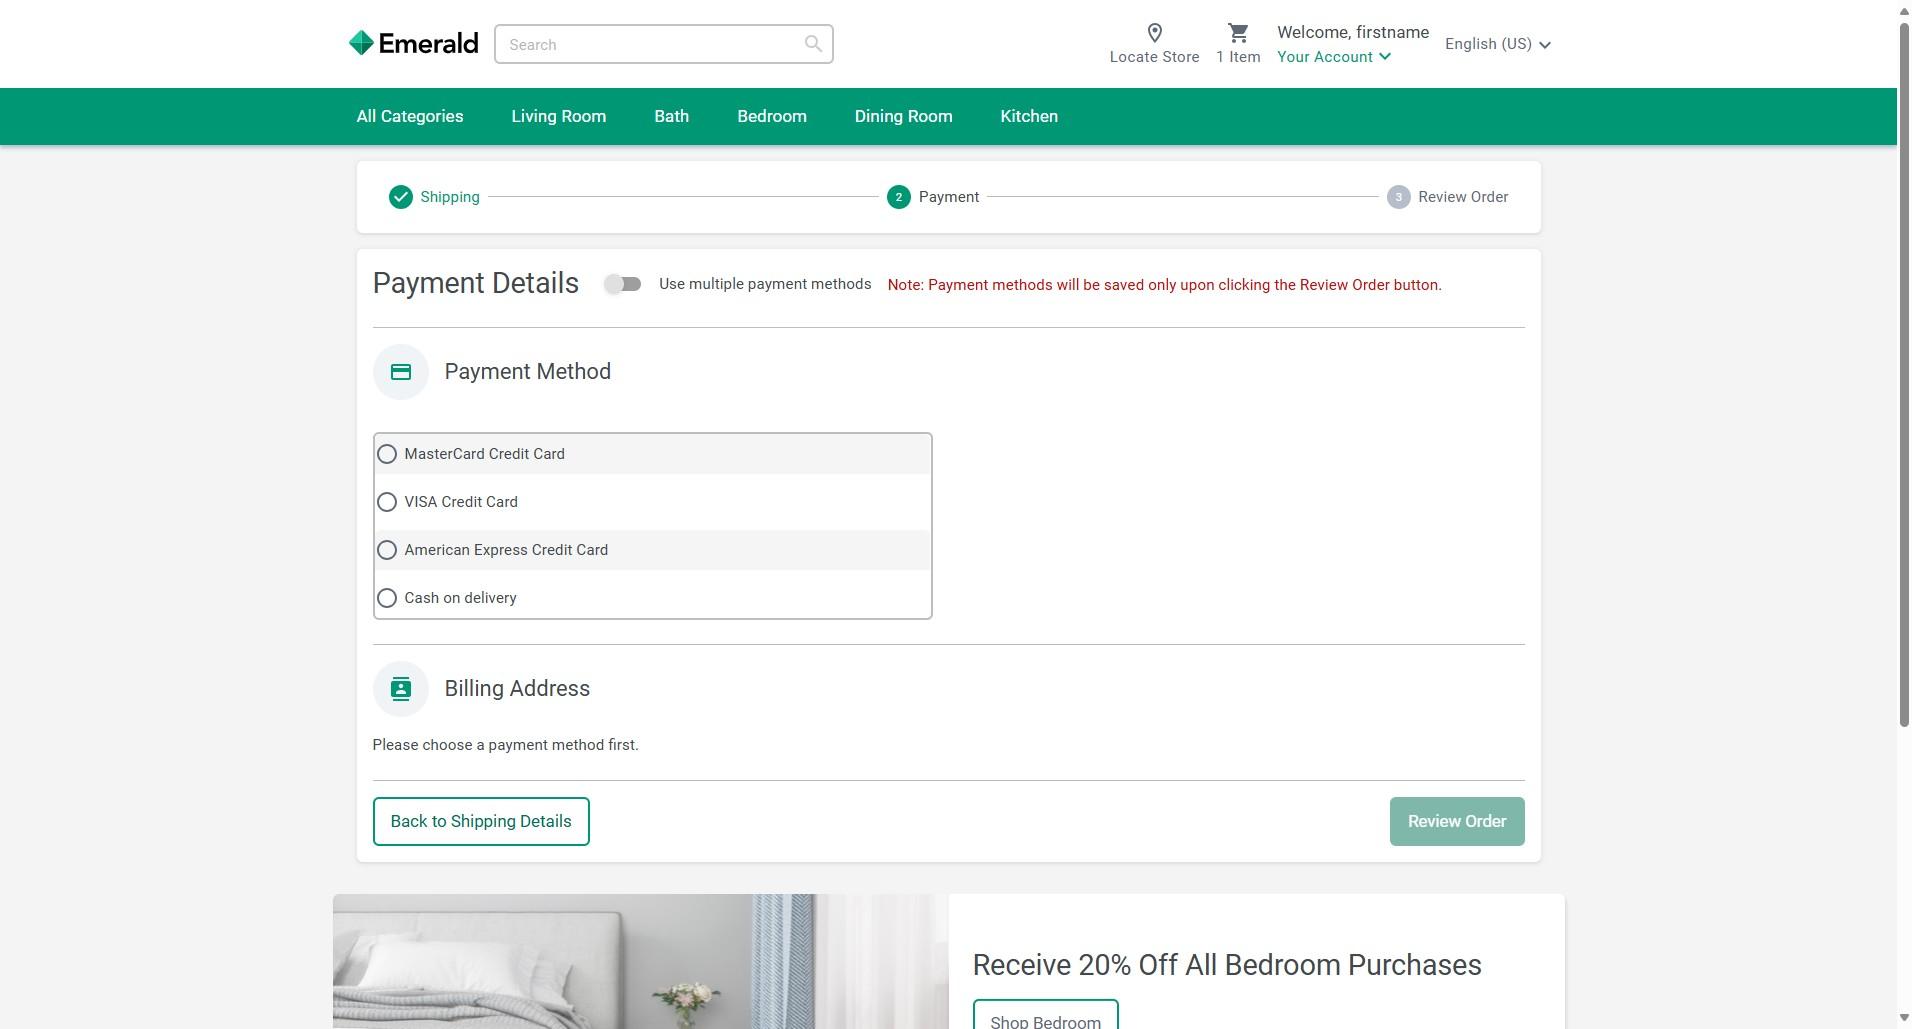 Emerald
Search
Locate Store
1 Item
Welcome, firstname
Your Account
English (US)
All Categories
Living Room
Bath
Bedroom
Dining Room
Kitchen
Shipping
2
Payment
3
Review Order
Payment Details
Use multiple payment methods
Note: Payment methods will be saved only upon clicking the Review Order button.
Payment Method
MasterCard Credit Card
VISA Credit Card
American Express Credit Card
Cash on delivery
Billing Address
Please choose a payment method first.
Back to Shipping Details
Review Order
Receive 20% Off All Bedroom Purchases
Shop Bedroom